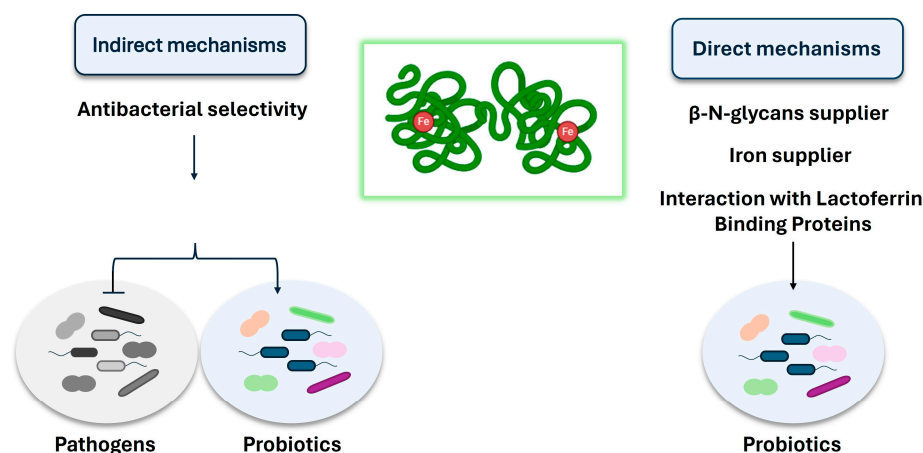 Indirect mechanisms
Antibacterial selectivity
Fe
Fe
Direct mechanisms
β-N-glycans supplier
Iron supplier
Interaction with Lactoferrin
Binding Proteins
Pathogens
Probiotics
Probiotics